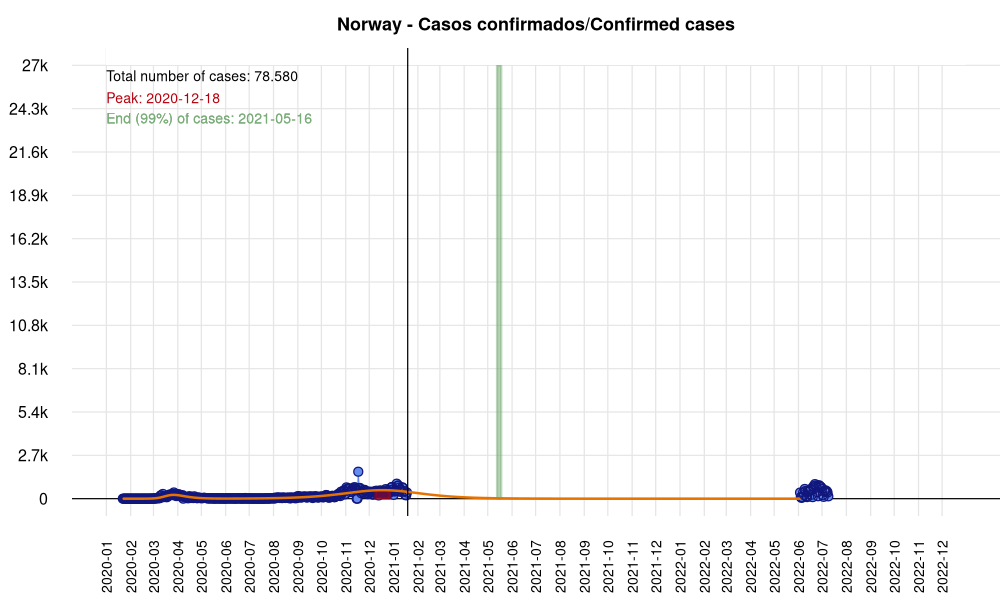 Norway - Casos confirmados/Confirmed cases
27k
24.3k
21.6k
18.9k
16.2k
13.5k
10.8k
8.1k
5.4k
2.7k
0
Total number of cases: 78.580
Peak: 2020-12-18
End (99%) of cases: 2021-05-16
2020-01
2020-02
2020-03
2020-04
2020-05
2020-06
2020-07
2020-08
2020-09
2020-10
2020-11
2021-01
2021-02
2021-03
2021-04
2021-05
2021-06
2021-07
2021-08
2021-09
2021-10
2021-11
2021-12
2022-01
2022-02
2022-03
2022-04
2022-05
2022-06
2022-07
2022-08
2022-09
2022-10
2022-11
2022-12